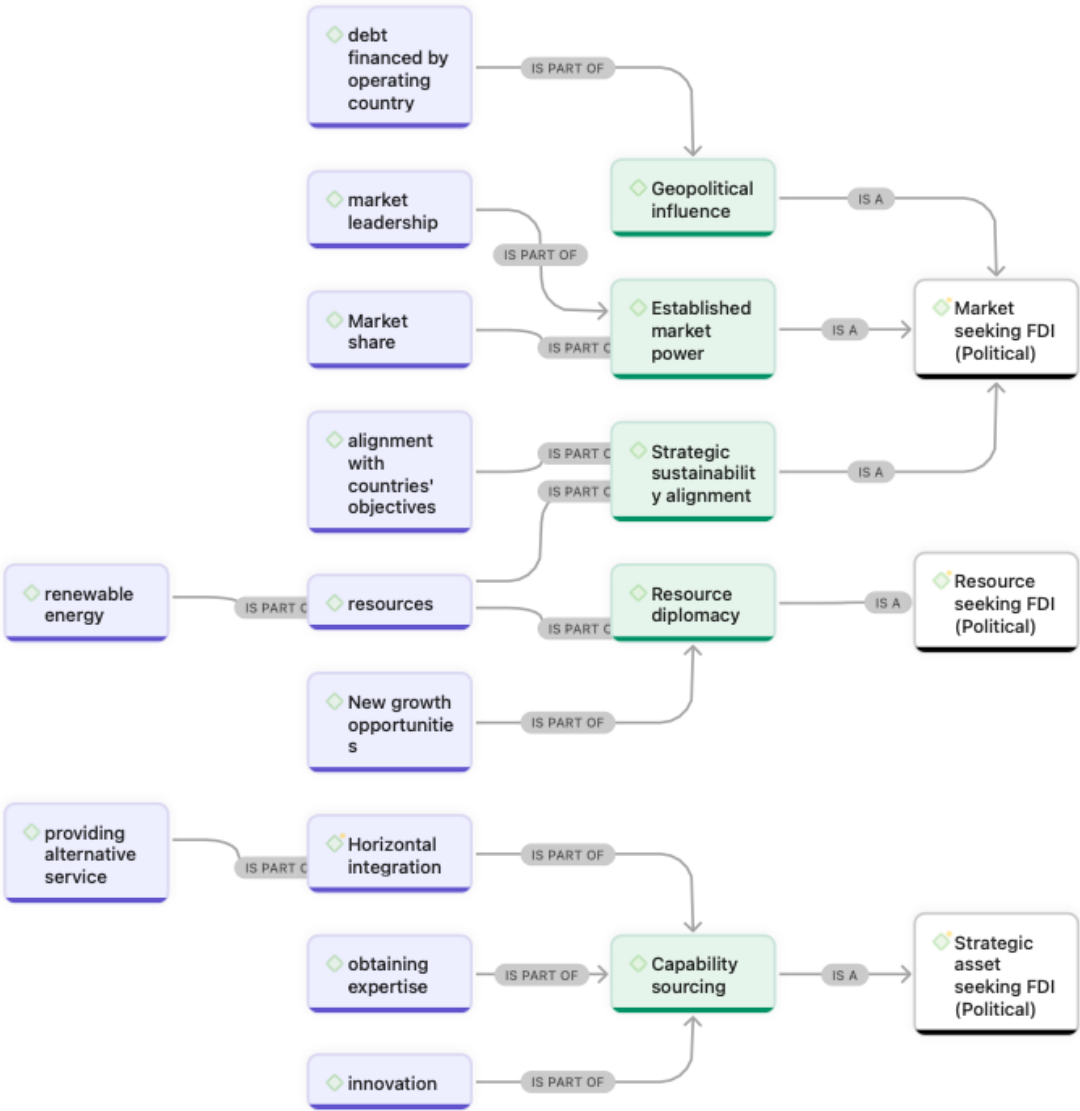 debt
financed by
operating
country
IS PART OF
market
leadership
IS PART OF
Geopolitical
influence
IS A
Market
share
IS PART O
Established
market
power
IS A
Market
seeking FDI
(Political)
alignment
with
countries'
objectives
IS PART O
IS PART O
Strategic
sustainabilit
y alignment
IS A
renewable
energy
IS PART O
resources
IS PART O
Resource
diplomacy
IS A
Resource
seeking FDI
(Political)
New growth
opportunitie
s
IS PART OF
providing
alternative
service
IS PART O
Horizontal
integration
IS PART OF
obtaining
expertise
IS PART OF
Capability
sourcing
IS A
Strategic
asset
seeking FDI
(Political)
innovation
IS PART OF